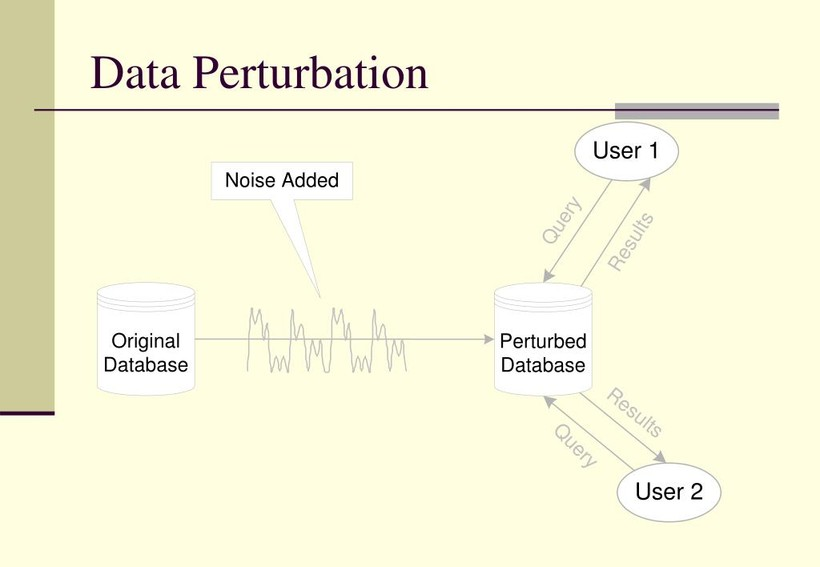 Data Perturbation
User 1
Noise Added
Query
Results
Original
Database
Perturbed
Database
Results
Query
User 2